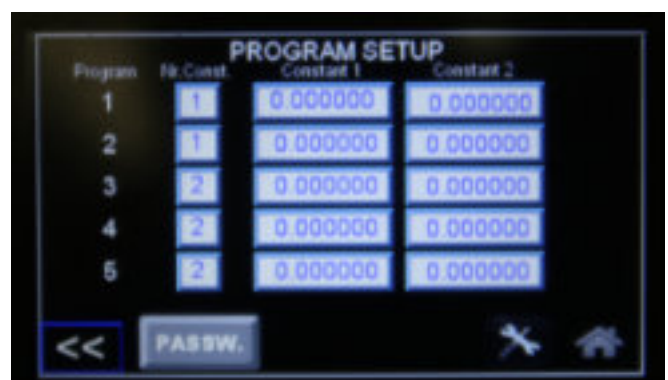 PROGRAM SETUP
Program Nr.Const. Constant 1 Constant 2
1 1 0.000000 0.000000
2 1 0.000000 0.000000
3 2 0.000000 0.000000
4 2 0.000000 0.000000
5 2 0.000000 0.000000
<< PASSW.